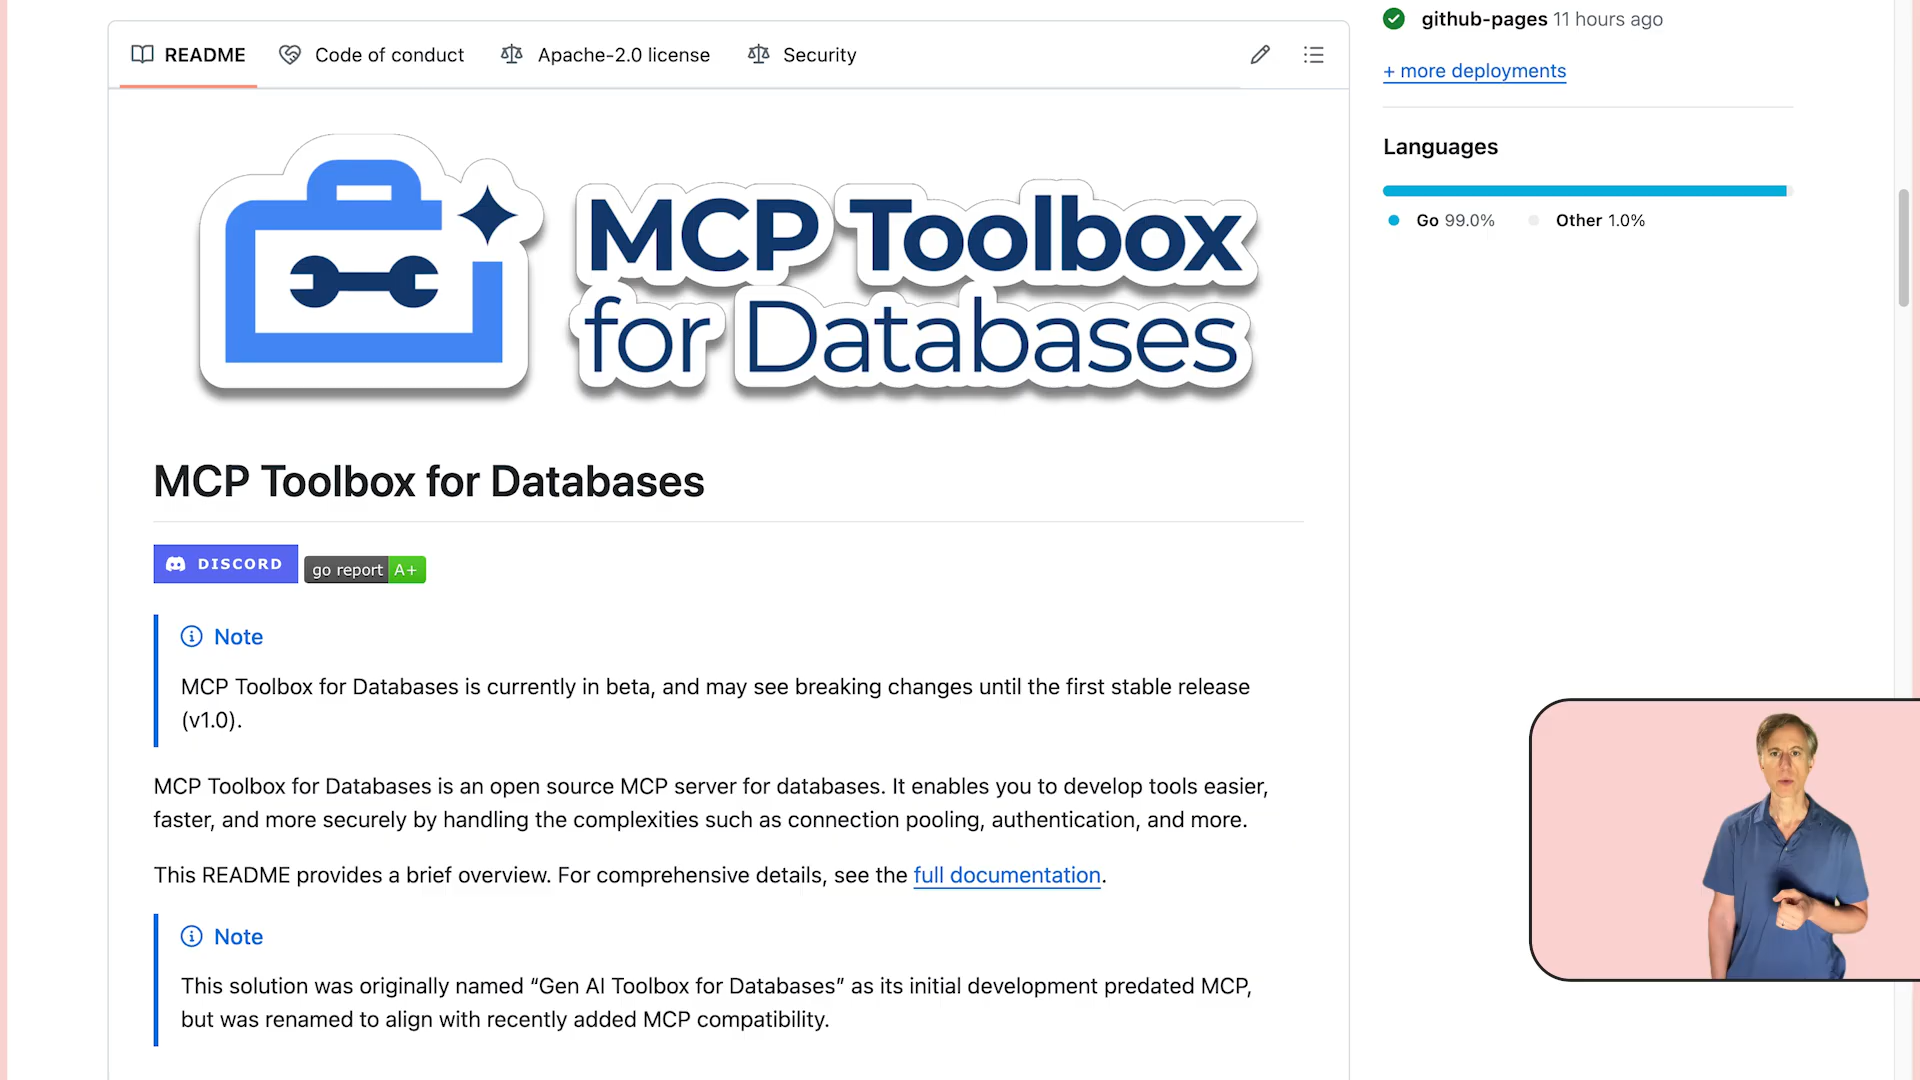 README
Code of conduct
Apache-2.0 license
Security
github-pages 11 hours ago
+ more deployments
Languages
Go 99.0%
Other 1.0%
MCP Toolbox
for Databases
MCP Toolbox for Databases
DISCORD
go report A+
Note
MCP Toolbox for Databases is currently in beta, and may see breaking changes until the first stable release
(v1.0).
MCP Toolbox for Databases is an open source MCP server for databases. It enables you to develop tools easier,
faster, and more securely by handling the complexities such as connection pooling, authentication, and more.
This README provides a brief overview. For comprehensive details, see the full documentation.
Note
This solution was originally named “Gen AI Toolbox for Databases” as its initial development predated MCP,
but was renamed to align with recently added MCP compatibility.